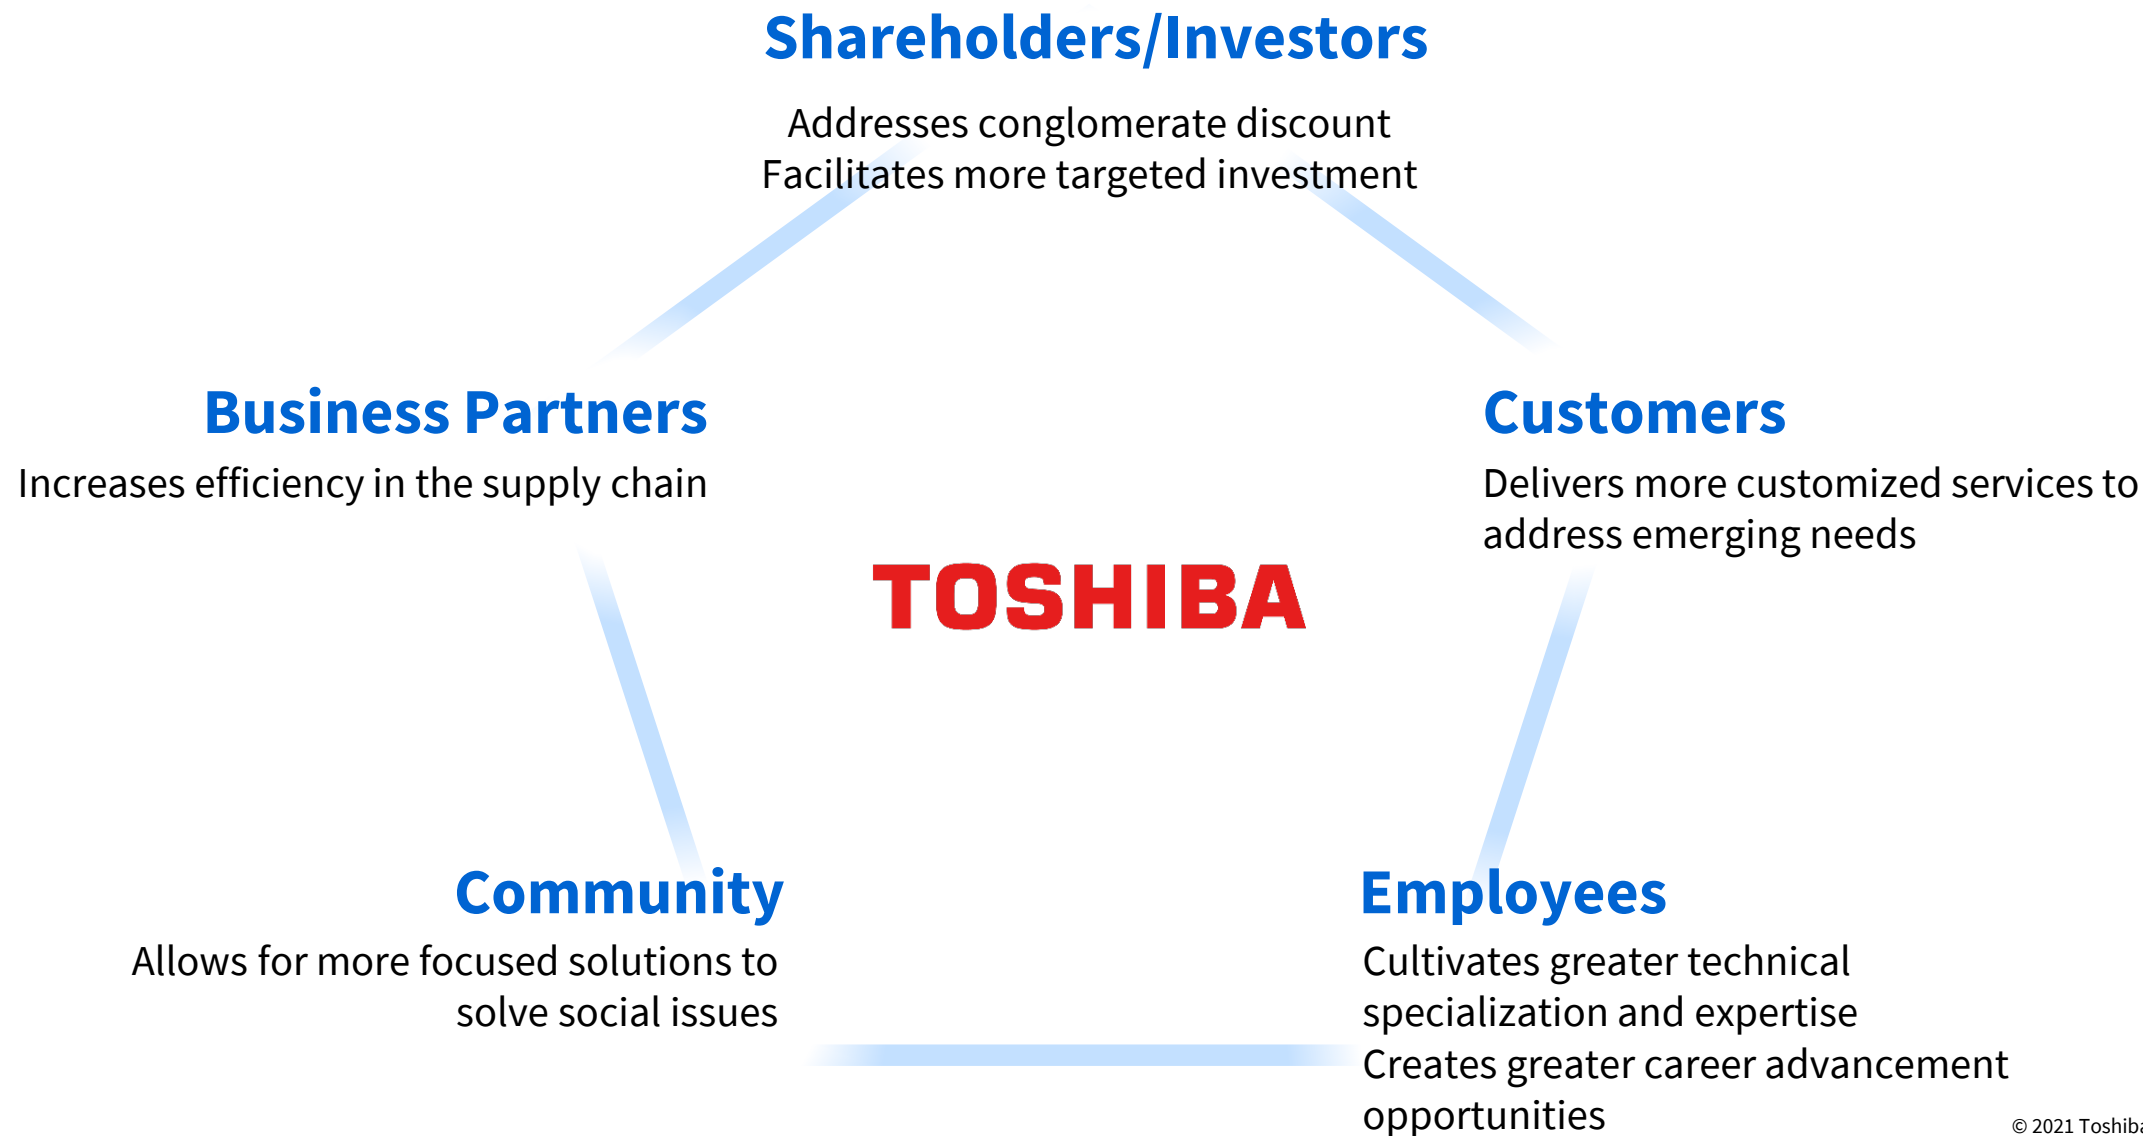 Shareholders/Investors
Addresses conglomerate discount
Facilitates more targeted investment
Business Partners
Increases efficiency in the supply chain
Customers
Delivers more customized services to
address emerging needs
TOSHIBA
Community
Allows for more focused solutions to
solve social issues
Employees
Cultivates greater technical
specialization and expertise
Creates greater career advancement
opportunities
© 2021 Toshiba